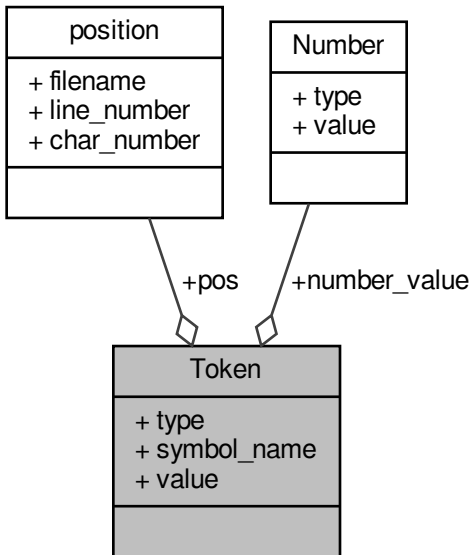 position
+ filename
+ line_number
+ char_number
Number
+ type
+ value
+pos
+number_value
Token
+ type
+ symbol_name
+ value